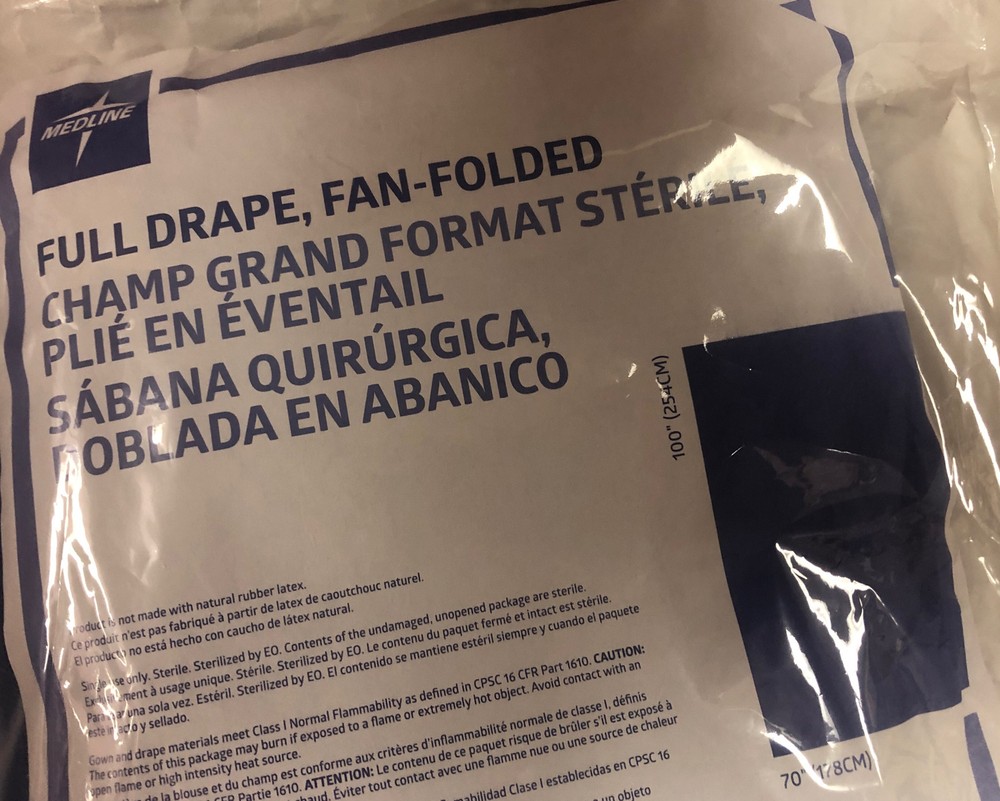 MEDLINE
FULL DRAPE, FAN-FOLDED
CHAMP GRAND FORMAT STÉRILE,
PLIÉ EN ÉVENTAIL
SÁBANA QUIRÚRGICA,
DOBLADA EN ABANICO
100" (254CM)
70" (178CM)
Product is not made with natural rubber latex.
Ce produit n'est pas fabriqué à partir de latex de caoutchouc naturel.
El producto no está hecho con caucho de látex natural.
Single use only. Sterile. Sterilized by EO. Contents of the undamaged, unopened package are sterile.
Exclusivement à usage unique. Stérile. Sterilized by EO. Le contenu du paquet fermé et intact est stérile.
Para usar una sola vez. Estéril. Sterilized by EO. El contenido se mantiene estéril siempre y cuando el paquete
esté intacto y sellado.
Gown and drape materials meet Class I Normal Flammability as defined in CPSC 16 CFR Part 1610. CAUTION:
The contents of this package may burn if exposed to a flame or extremely hot object. Avoid contact with an
open flame or high intensity heat source.
de la blouse et du champ est conforme aux critères d'inflammabilité normale de classe I, définis
CFR Partie 1610. ATTENTION: Le contenu de ce paquet risque de brûler s'il est exposé à
chaud. Éviter tout contact avec une flamme nue ou une source de chaleur
Clase I establecidas en CPSC 16
un objeto